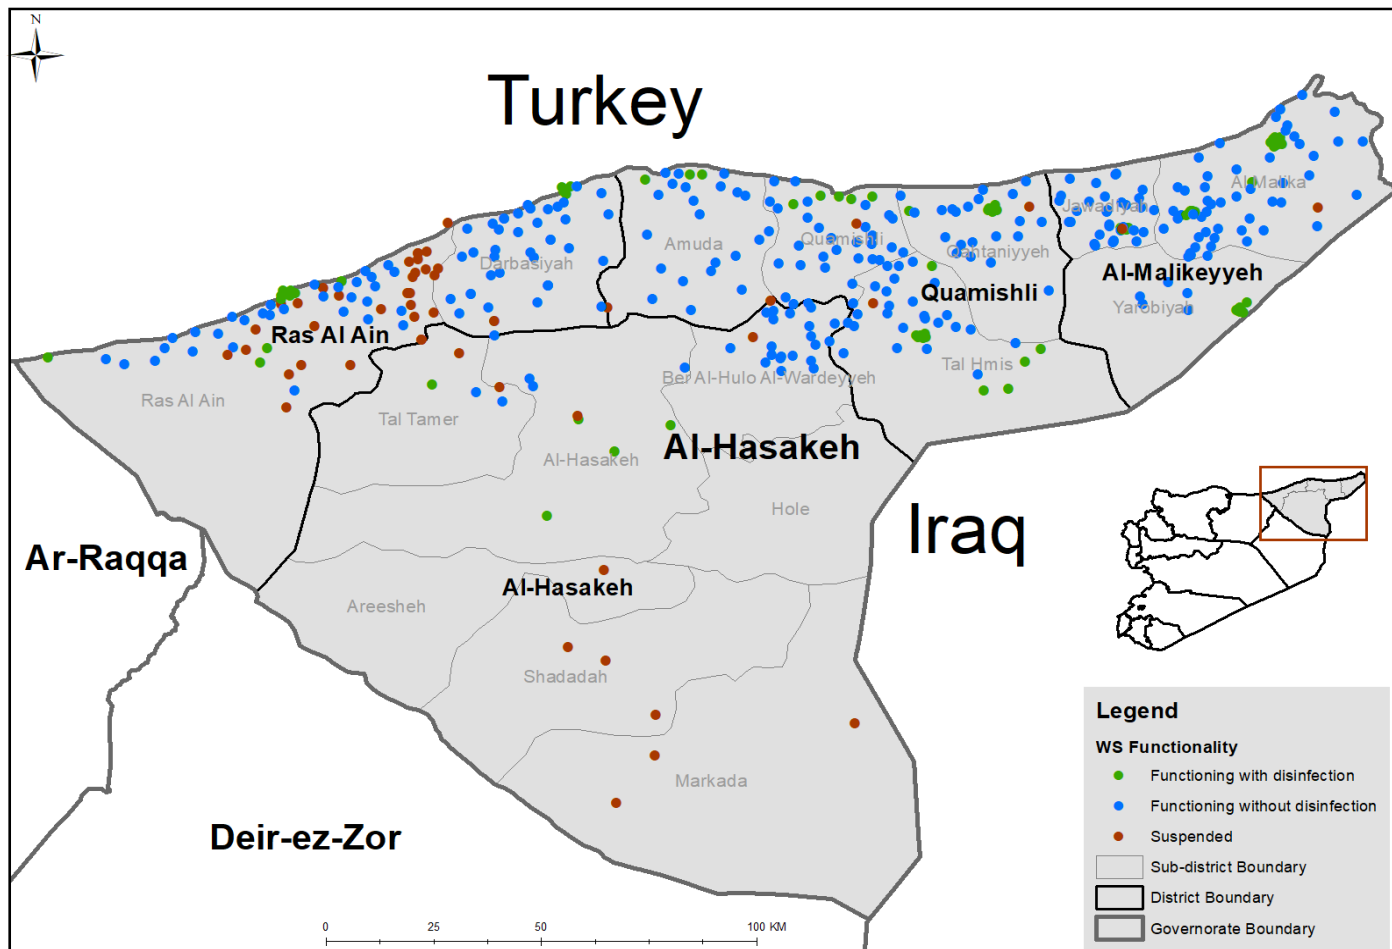 N
Turkey
Al-Malika
Jawadiyah
Quamishli
Amuda
Qahtaniyyeh
Darbasiyah
Al-Malikeyyeh
Quamishli
Yarobiyah
Ras Al Ain
Tal Hmis
Ber Al-Hulo Al-Wardeyyeh
Ras Al Ain
Tal Tamer
Al-Hasakeh
Al-Hasakeh
Hole
Iraq
Ar-Raqqa
Al-Hasakeh
Areesheh
Shadadah
Markada
Deir-ez-Zor
Legend
WS Functionality
Functioning with disinfection
Functioning without disinfection
Suspended
Sub-district Boundary
District Boundary
Governorate Boundary
0 25 50 100 KM